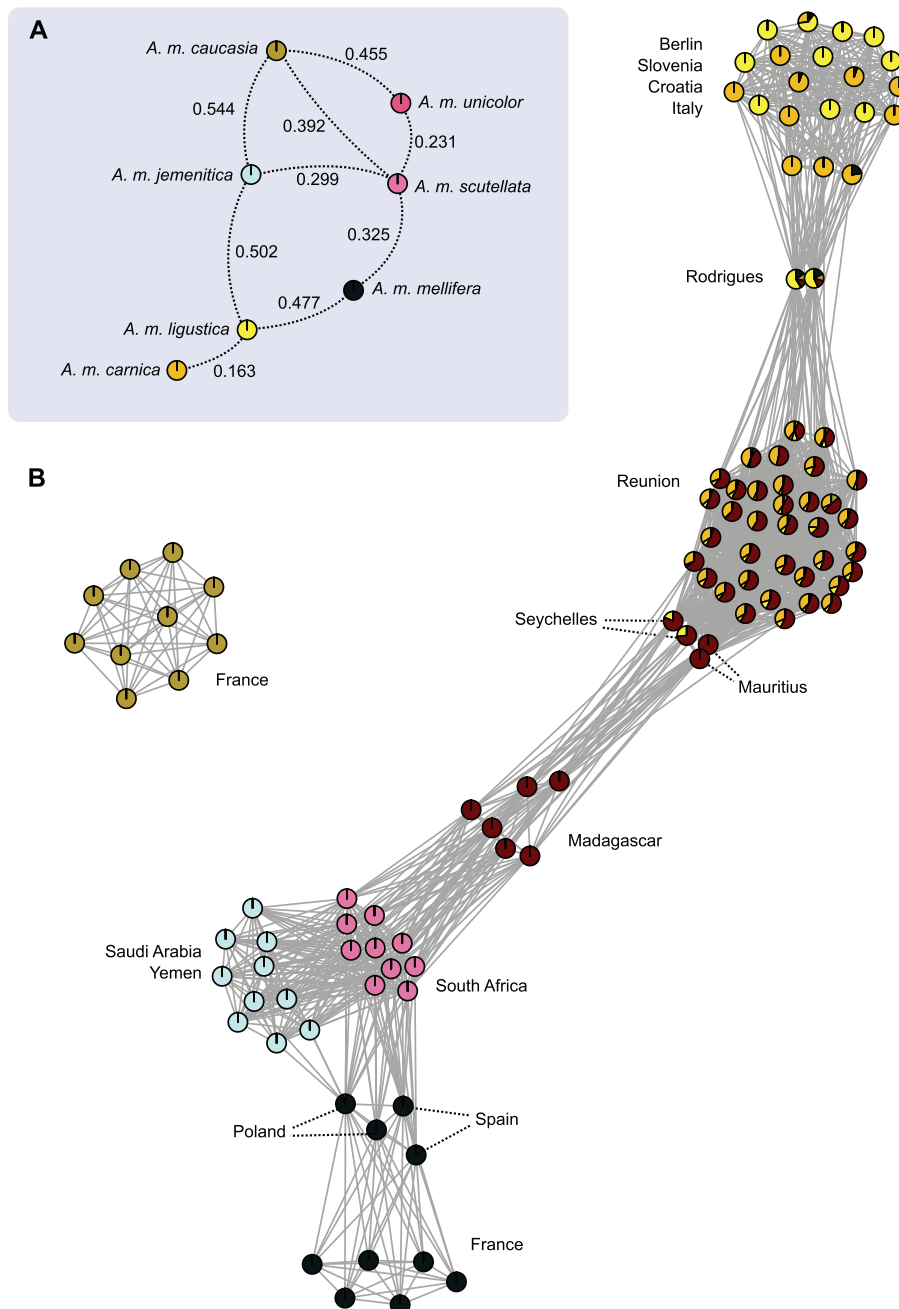 A
A. m. caucasia
0.455
A. m. unicolor
0.544
0.392
0.231
A. m. jemenitica
0.299
A. m. scutellata
0.325
0.502
A. m. mellifera
0.477
A. m. ligustica
A. m. carnica
0.163
Berlin
Slovenia
Croatia
Italy
Rodrigues
B
Reunion
Seychelles
France
Mauritius
Madagascar
Saudi Arabia
Yemen
South Africa
Poland
Spain
France